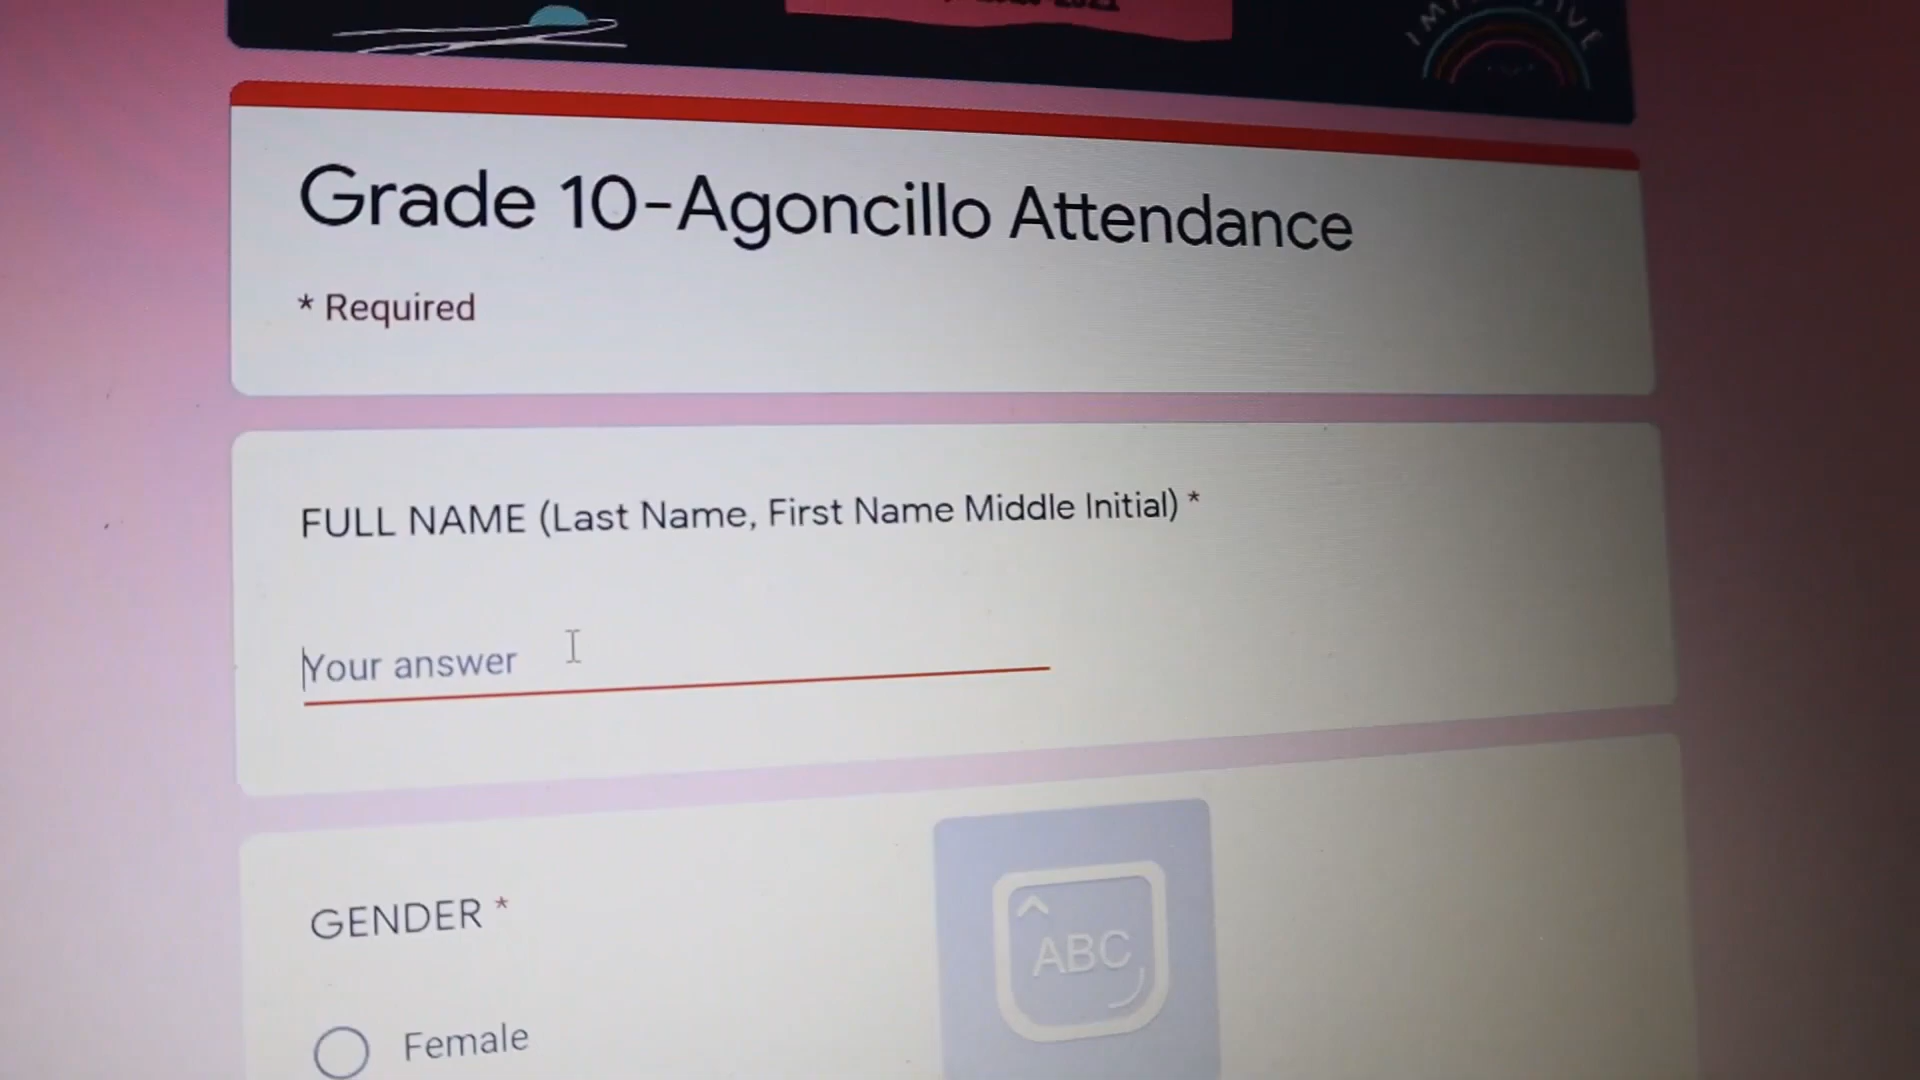 Grade 10-Agoncillo Attendance
* Required
FULL NAME (Last Name, First Name Middle Initial) *
Your answer
GENDER *
ABC
Female